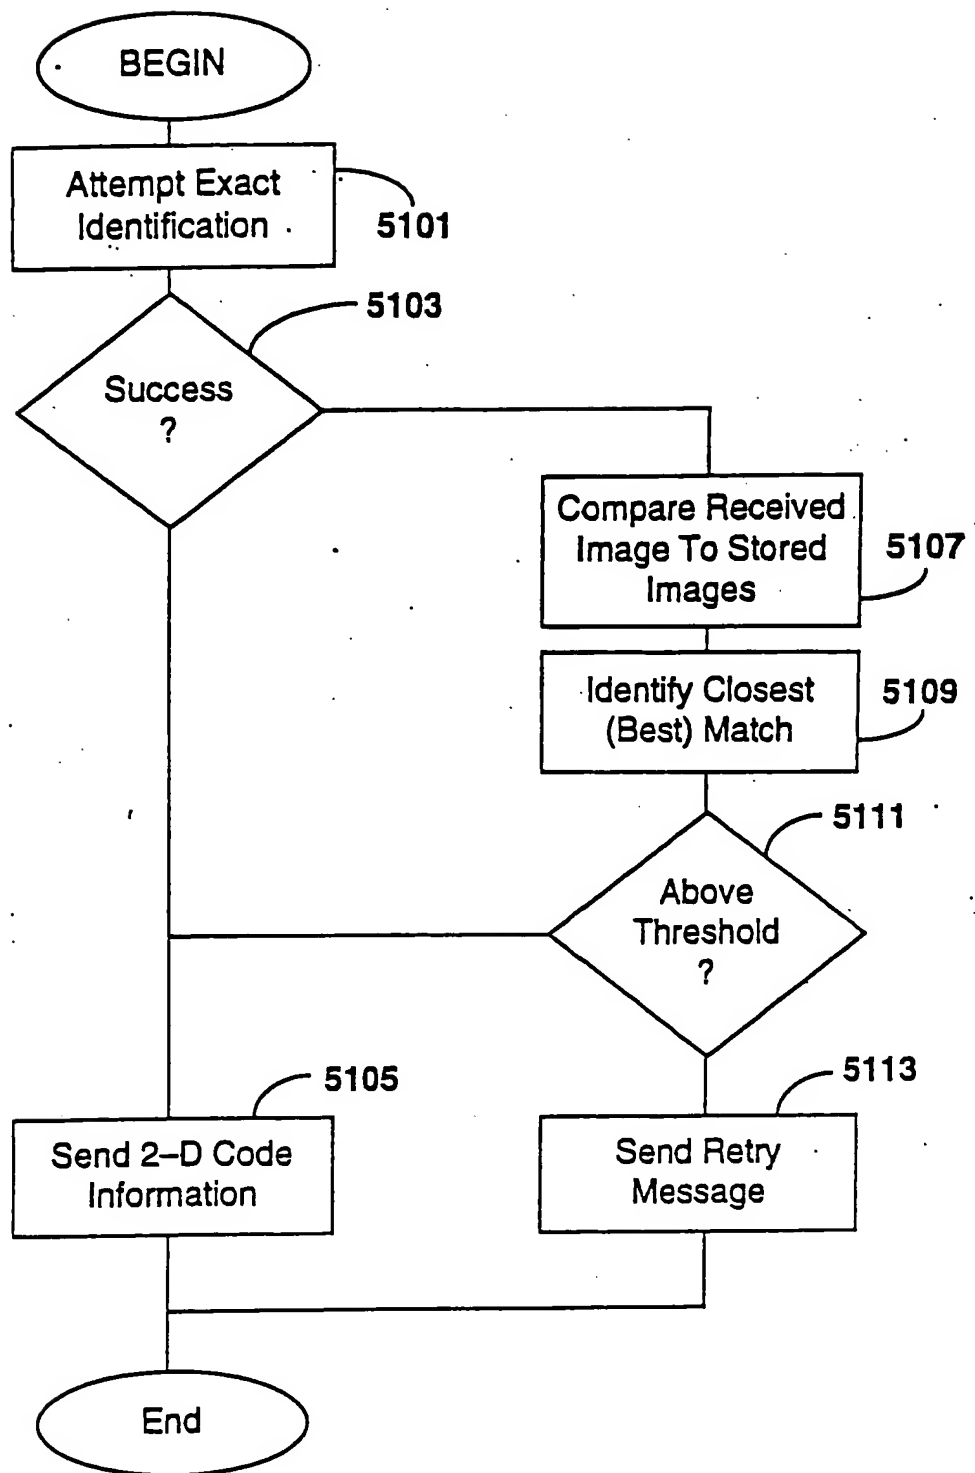 BEGIN
Attempt Exact
Identification
5101
5103
Success
?
Compare Received
Image To Stored
Images
5107
Identify Closest
(Best) Match
5109
5111
Above
Threshold
?
5105
Send 2-D Code
Information
5113
Send Retry
Message
End